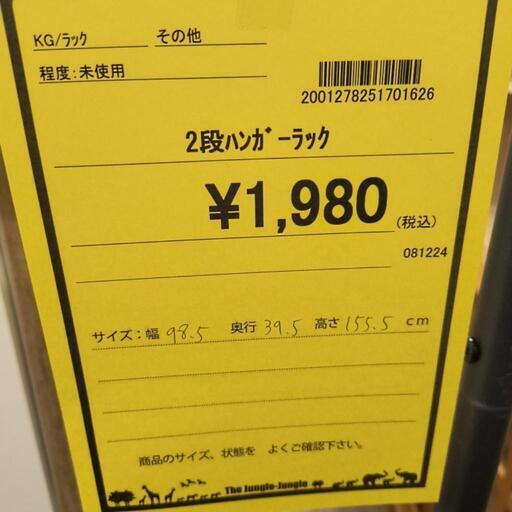 KG/ﾗｯｸ その他
程度:未使用
2001278251701626
2段ﾊﾝｶﾞｰﾗｯｸ
¥1,980 (税込)
081224
サイズ:幅 98.5 奥行 39.5 高さ 155.5 cm
商品のサイズ、状態を よくご確認下さい。
The Jungle-Jungle